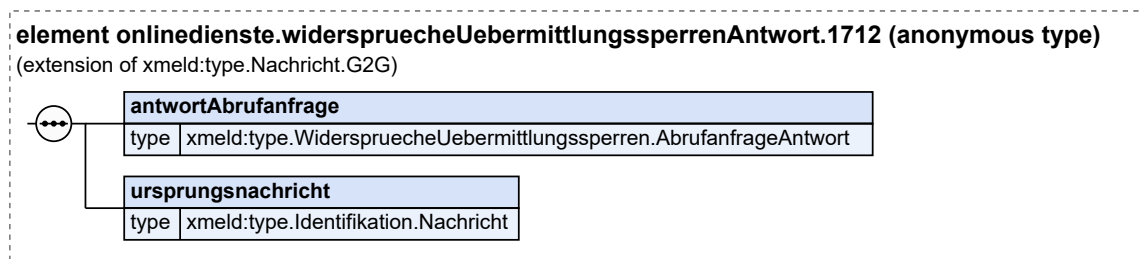 element onlinedienste.widerspruecheUebermittlungssperrenAntwort.1712 (anonymous type)
(extension of xmeld:type.Nachricht.G2G)
antwortAbrufanfrage
type xmeld:type.WiderspruecheUebermittlungssperren.AbrufanfrageAntwort
ursprungsnachricht
type xmeld:type.Identifikation.Nachricht